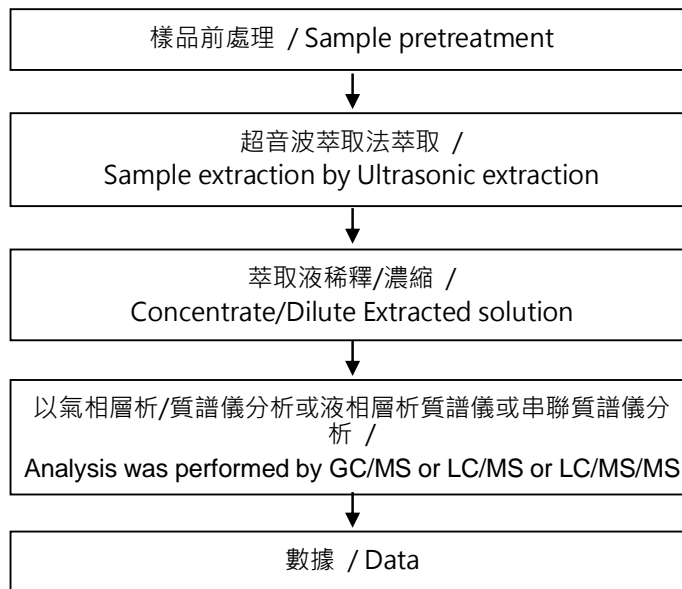 樣品前處理 / Sample pretreatment
超音波萃取法萃取 /
Sample extraction by Ultrasonic extraction
萃取液稀釋/濃縮 /
Concentrate/Dilute Extracted solution
以氣相層析/質譜儀分析或液相層析質譜儀或串聯質譜儀分
析 /
Analysis was performed by GC/MS or LC/MS or LC/MS/MS
數據 / Data